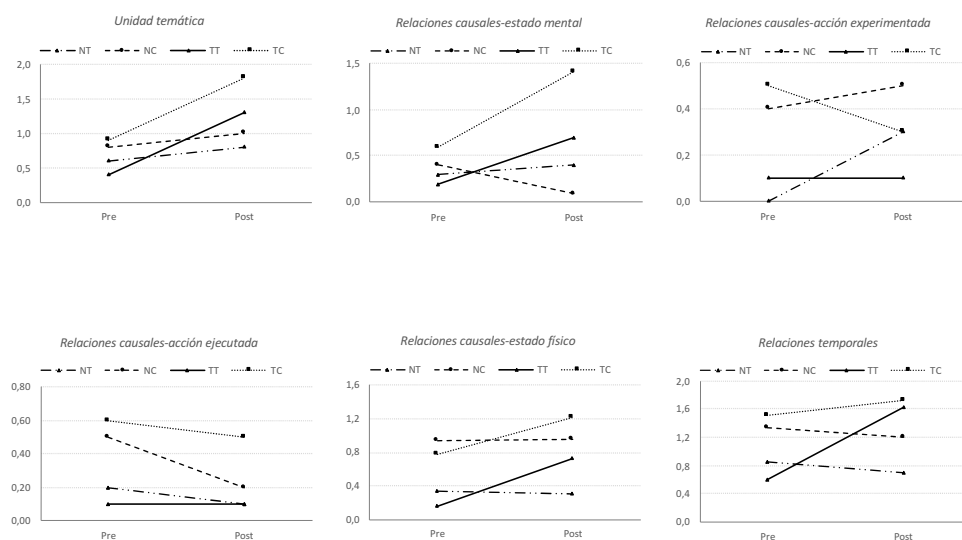 Unidad temática
NT NC TT TC
2,0
1,5
1,0
0,5
0,0
Pre Post
Relaciones causales-estado mental
NT NC TT TC
1,5
1,0
0,5
0,0
Pre Post
Relaciones causales-acción experimentada
NT NC TT TC
0,6
0,4
0,2
0,0
Pre Post
Relaciones causales-acción ejecutada
NT NC TT TC
0,80
0,60
0,40
0,20
0,00
Pre Post
Relaciones causales-estado físico
NT NC TT TC
1,6
1,2
0,8
0,4
0,0
Pre Post
Relaciones temporales
NT NC TT TC
2,0
1,6
1,2
0,8
0,4
0,0
Pre Post